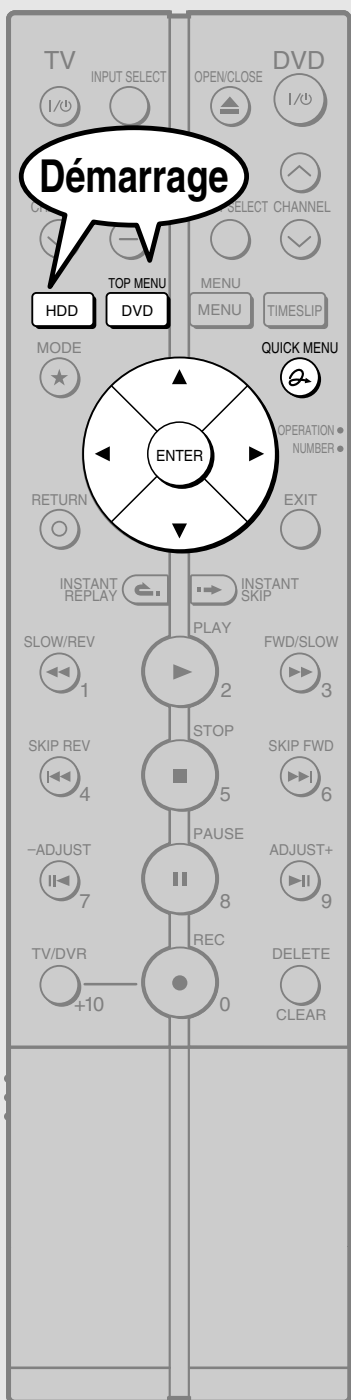 TV
DVD
INPUT SELECT
OPEN/CLOSE
I/⏻
I/⏻
Démarrage
SELECT
CHANNEL
TOP MENU
MENU
HDD
DVD
MENU
TIMESLIP
MODE
QUICK MENU
ENTER
OPERATION
NUMBER
RETURN
EXIT
INSTANT
REPLAY
INSTANT
SKIP
SLOW/REV
PLAY
FWD/SLOW
1
2
3
SKIP REV
STOP
SKIP FWD
4
5
6
−ADJUST
PAUSE
ADJUST+
7
8
9
TV/DVR
REC
DELETE
+10
0
CLEAR